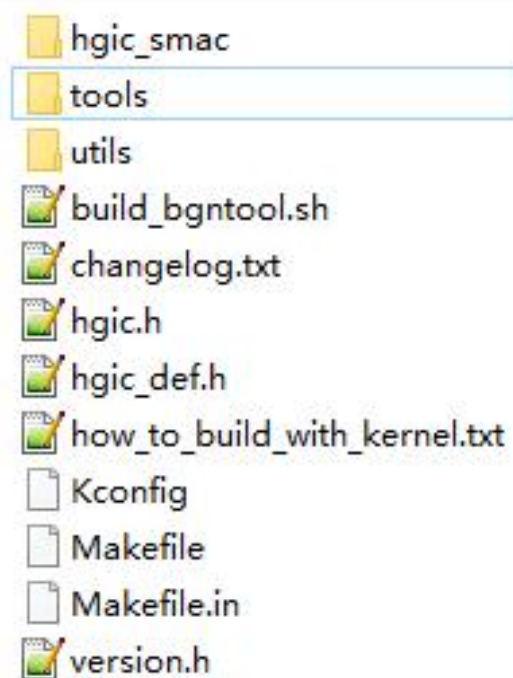 hgic_smac
tools
utils
build_bgntool.sh
changelog.txt
hgic.h
hgic_def.h
how_to_build_with_kernel.txt
Kconfig
Makefile
Makefile.in
version.h